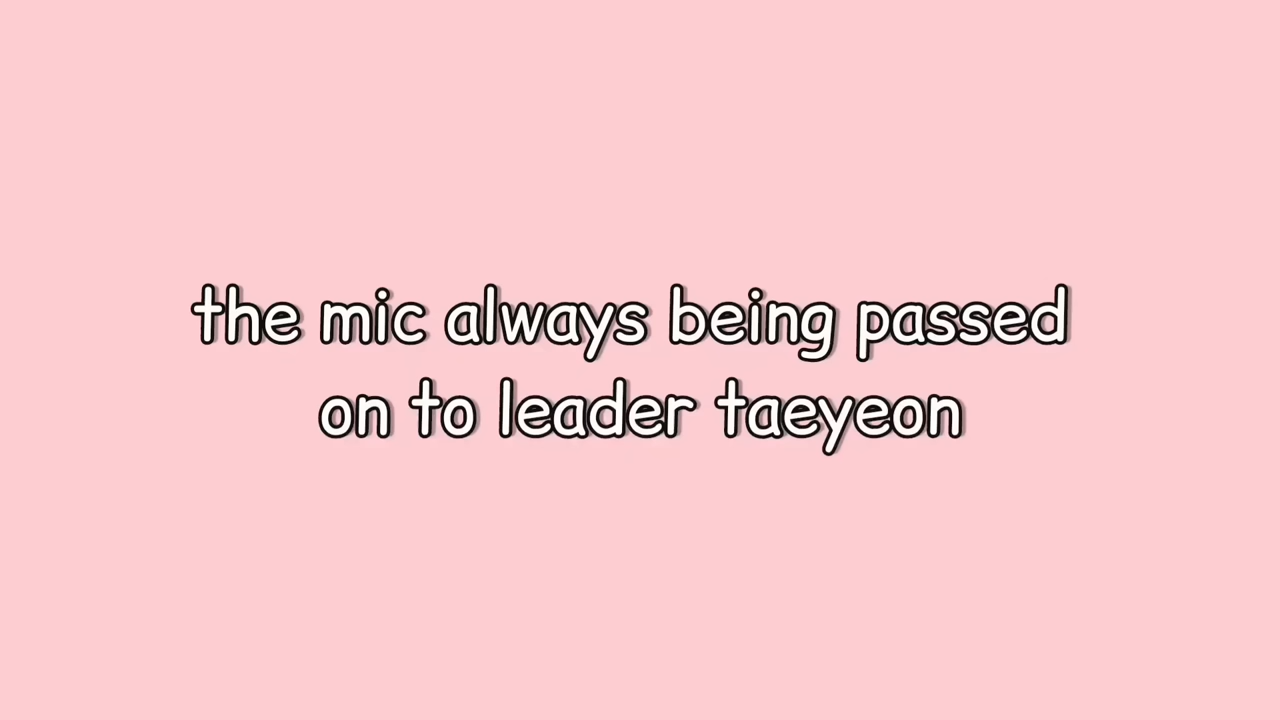 the mic always being passed
on to leader taeyeon